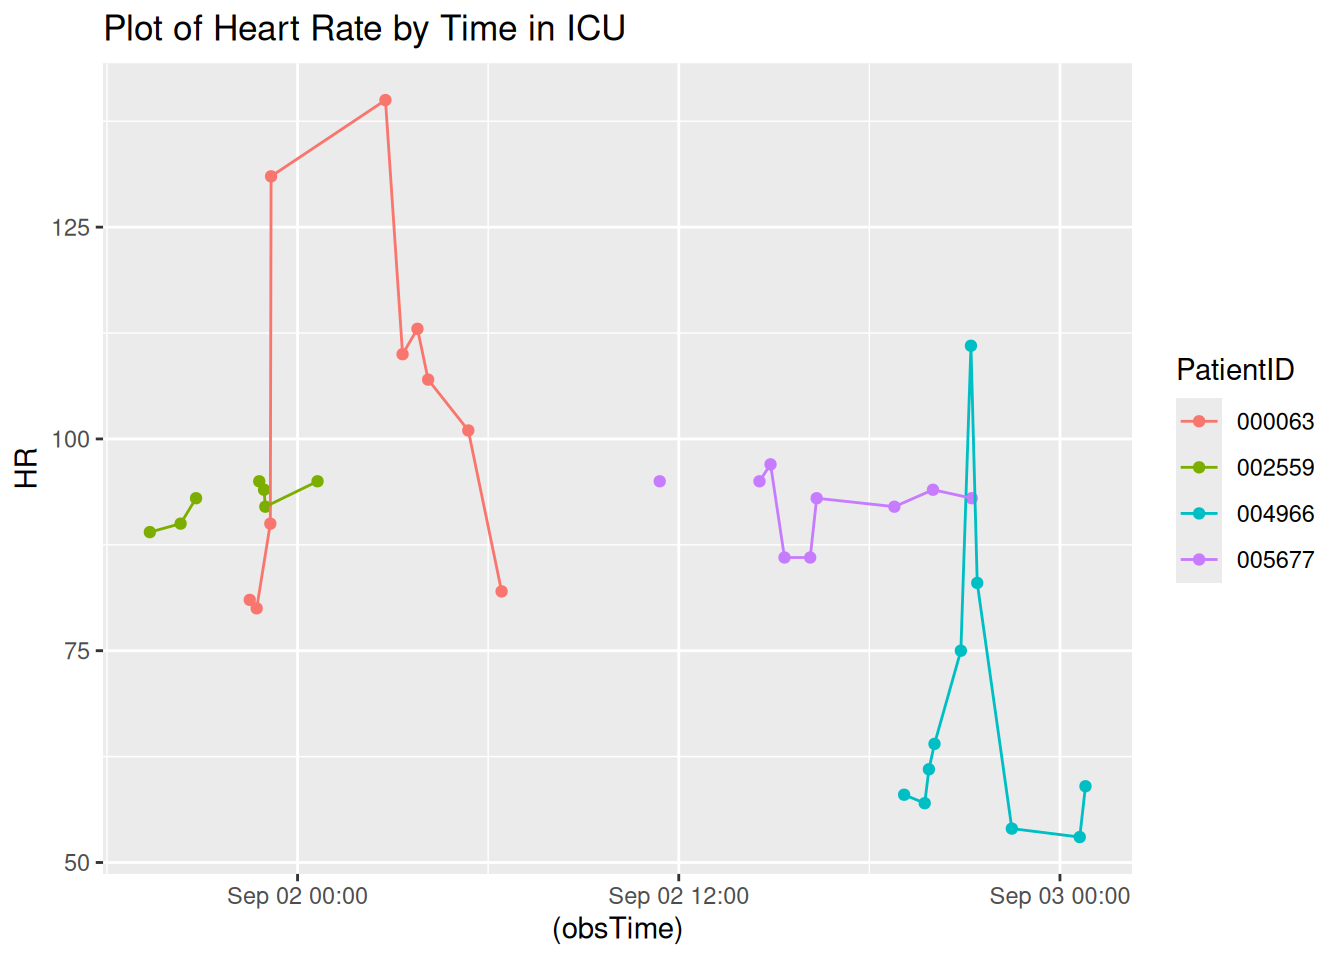 Plot of Heart Rate by Time in ICU
HR
125
100
75
50
Sep 02 00:00
Sep 02 12:00
Sep 03 00:00
(obsTime)
PatientID
000063
002559
004966
005677